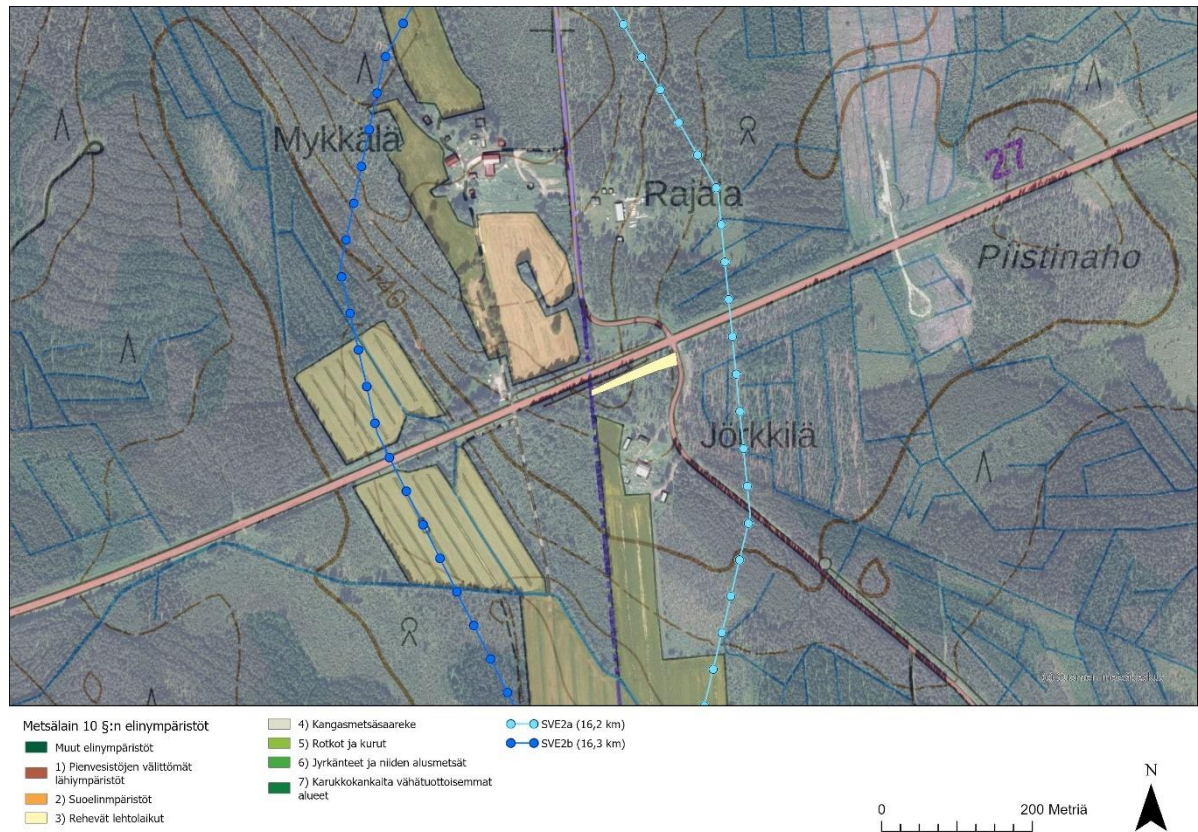 Mykkälä
Rajala
27
Piistinaho
140
Jörkkilä
Metsälain 10 §:n elinympäristöt
Muut elinympäristöt
1) Pienvesistöjen välittömät
lähiympäristöt
2) Suoelinmpäristöt
3) Rehevät lehtolaikut
4) Kangasmetsäsaareke
5) Rotkot ja kurut
6) Jyrkänteet ja niiden alusmetsät
7) Karukkokankaita vähätuottoisemmat
alueet
SVE2a (16,2 km)
SVE2b (16,3 km)
0
200 Metriä
N